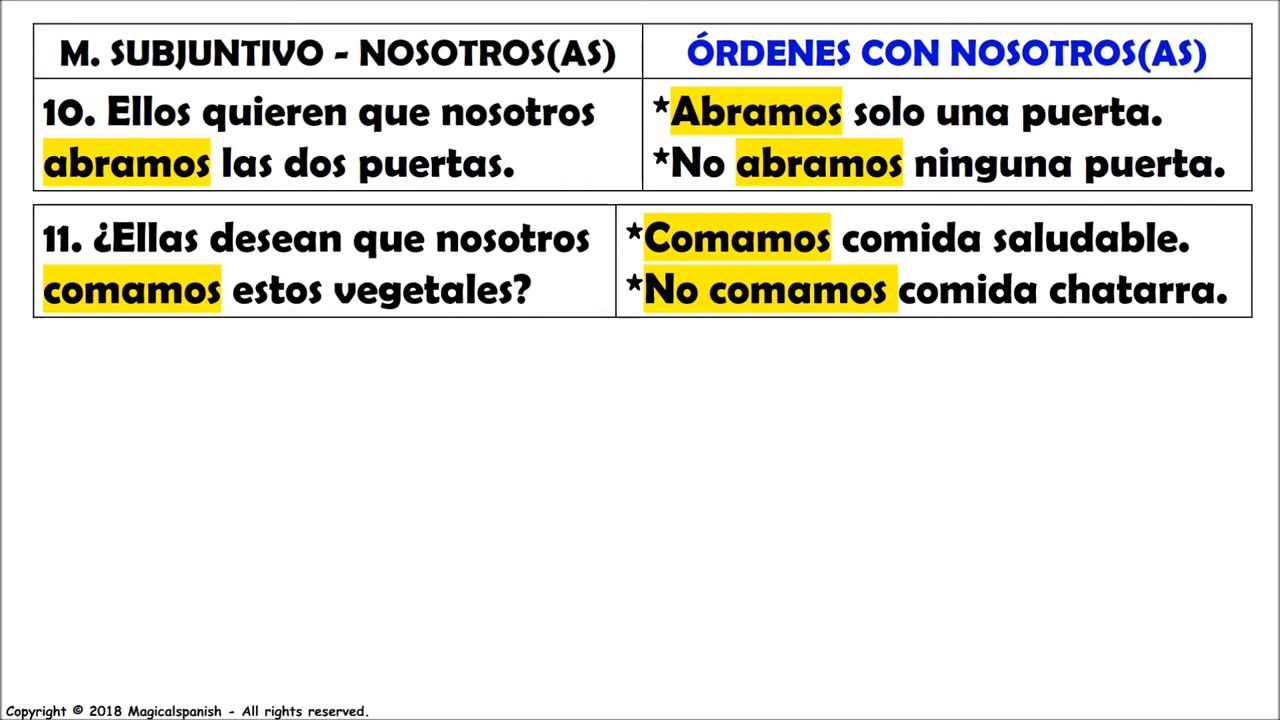 M. SUBJUNTIVO - NOSOTROS(AS)
ÓRDENES CON NOSOTROS(AS)
10. Ellos quieren que nosotros
abramos las dos puertas.
*Abramos solo una puerta.
*No abramos ninguna puerta.
11. ¿Ellas desean que nosotros
comamos estos vegetales?
*Comamos comida saludable.
*No comamos comida chatarra.
Copyright © 2018 Magicalspanish - All rights reserved.